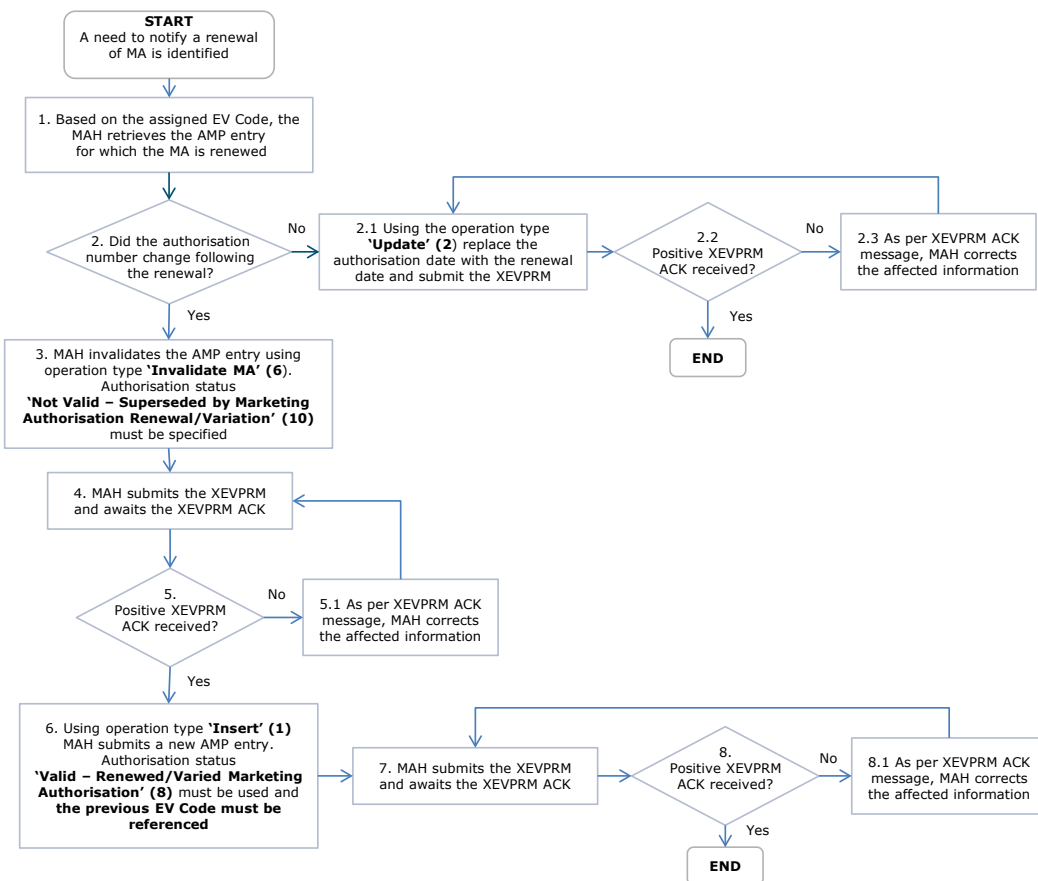 START
A need to notify a renewal
of MA is identified
1. Based on the assigned EV Code, the
MAH retrieves the AMP entry
for which the MA is renewed
2. Did the authorisation
number change following
the renewal?
No
2.1 Using the operation type
‘Update’ (2) replace the
authorisation date with the renewal
date and submit the XEVPRM
2.2
Positive XEVPRM
ACK received?
No
2.3 As per XEVPRM ACK
message, MAH corrects
the affected information
Yes
END
Yes
3. MAH invalidates the AMP entry using
operation type ‘Invalidate MA’ (6).
Authorisation status
‘Not Valid – Superseded by Marketing
Authorisation Renewal/Variation’ (10)
must be specified
4. MAH submits the XEVPRM
and awaits the XEVPRM ACK
5.
Positive XEVPRM
ACK received?
No
5.1 As per XEVPRM ACK
message, MAH corrects
the affected information
Yes
6. Using operation type ‘Insert’ (1)
MAH submits a new AMP entry.
Authorisation status
‘Valid – Renewed/Varied Marketing
Authorisation’ (8) must be used and
the previous EV Code must be
referenced
7. MAH submits the XEVPRM
and awaits the XEVPRM ACK
8.
Positive XEVPRM
ACK received?
No
8.1 As per XEVPRM ACK
message, MAH corrects
the affected information
Yes
END